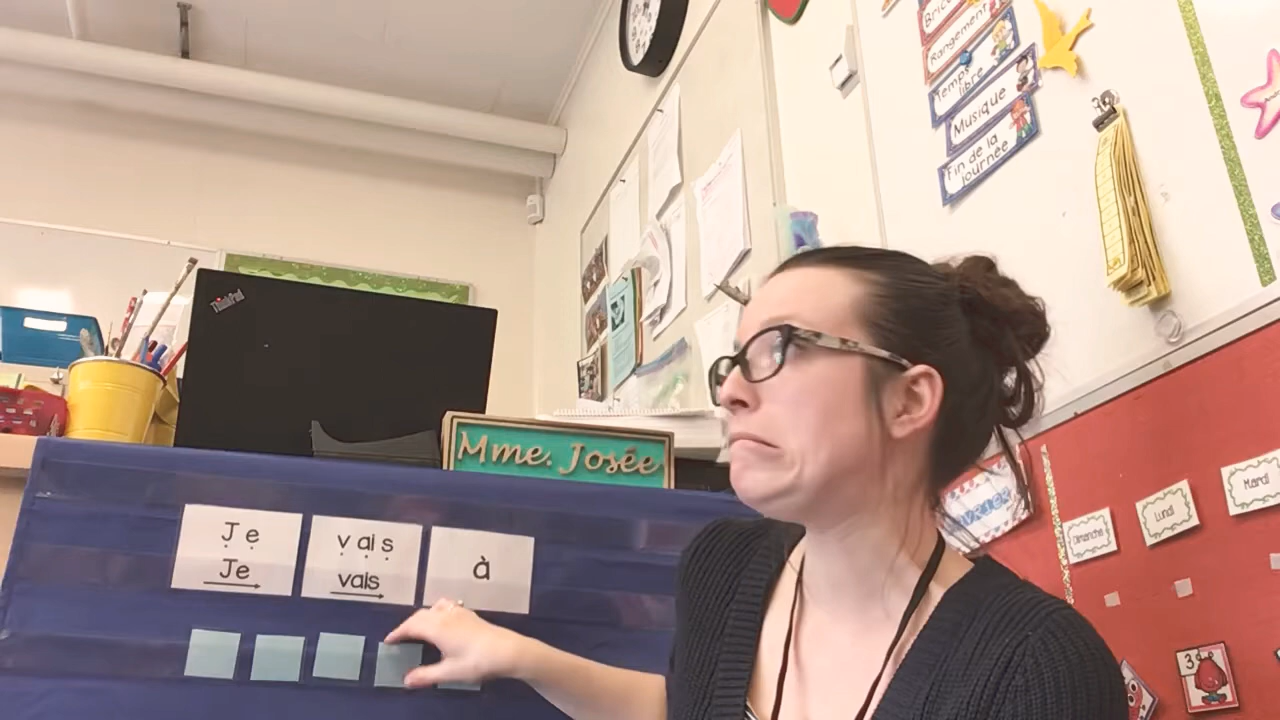 Brico
Rangement
Temps
libre
Musique
Fin de la
journée
ThinkPad
Mme. Josée
Je
Je
vais
vais
à
Dimanche
Lundi
Mardi
3